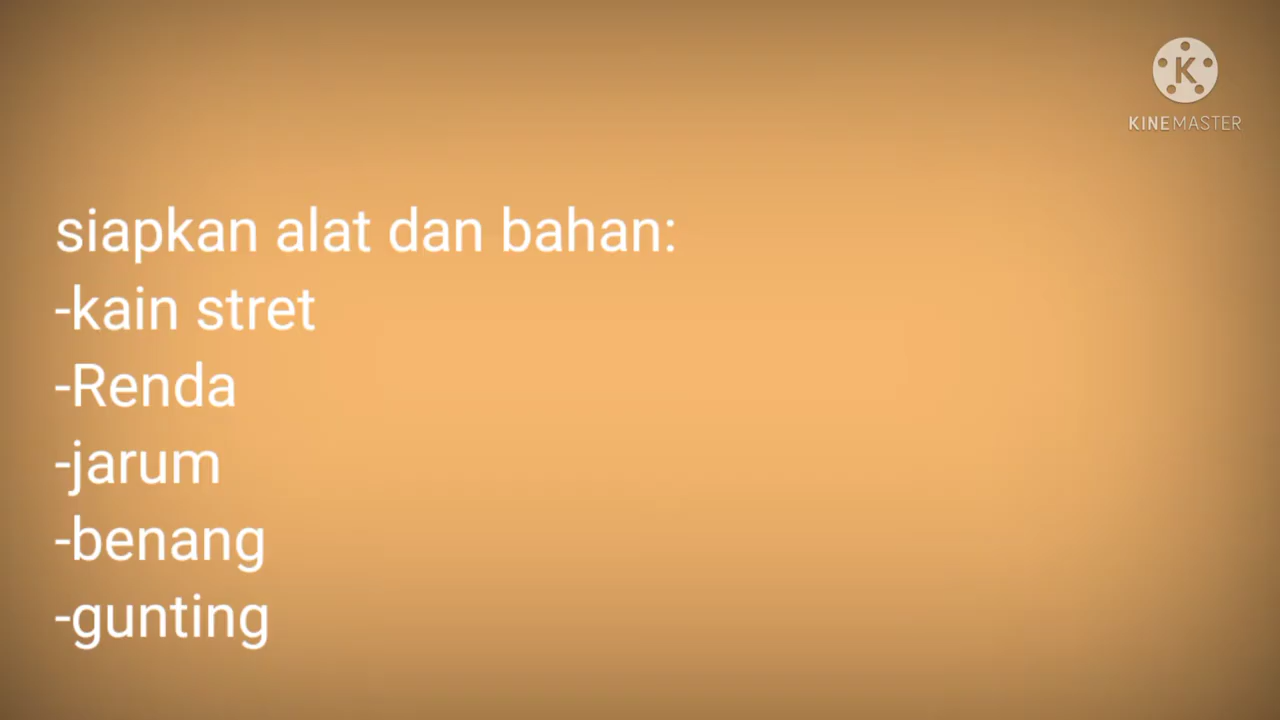 K
KINEMASTER
siapkan alat dan bahan:
-kain stret
-Renda
-jarum
-benang
-gunting